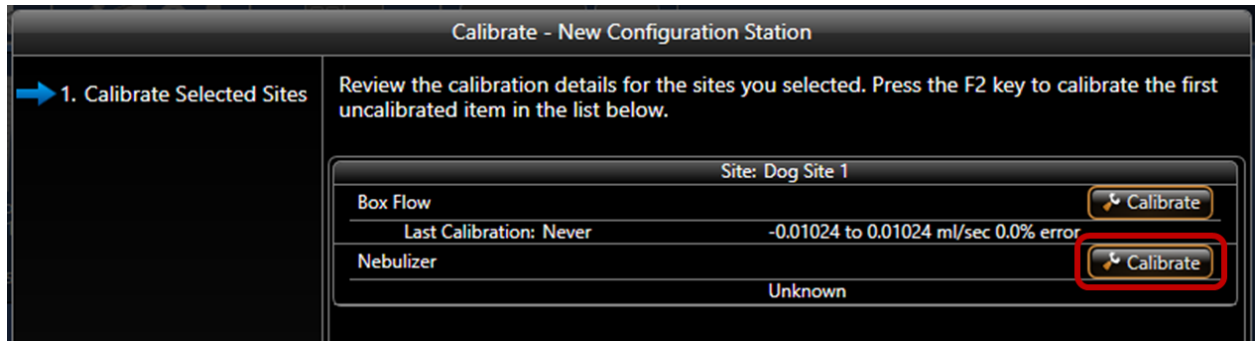 Calibrate - New Configuration Station
1. Calibrate Selected Sites
Review the calibration details for the sites you selected. Press the F2 key to calibrate the first
uncalibrated item in the list below.
Site: Dog Site 1
Box Flow
Calibrate
Last Calibration: Never
-0.01024 to 0.01024 ml/sec 0.0% error
Nebulizer
Calibrate
Unknown